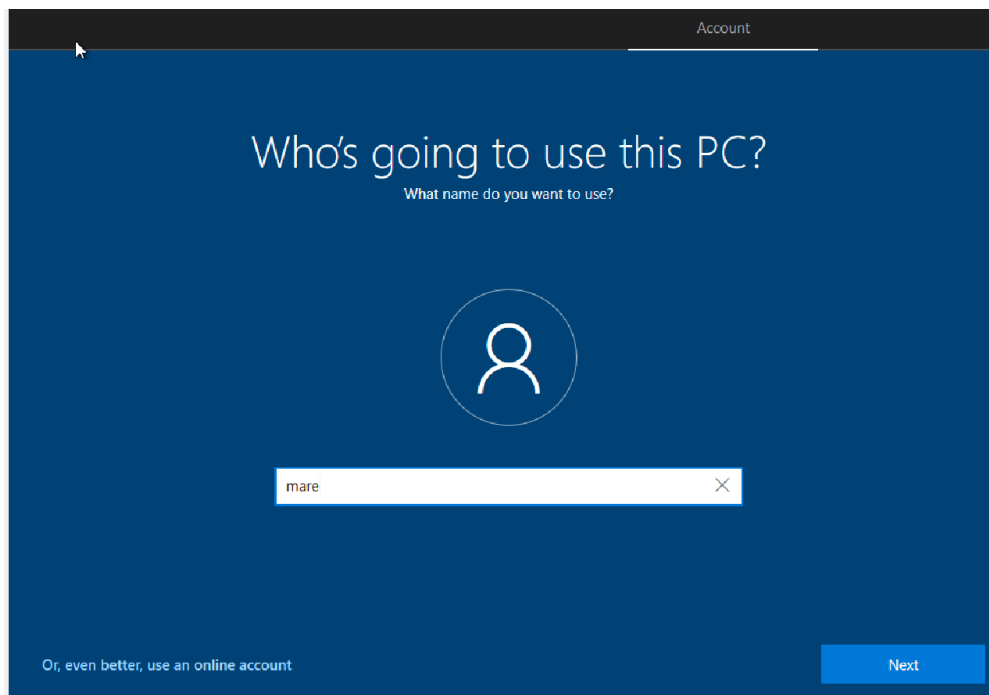 Account
Who's going to use this PC?
What name do you want to use?
mare
Or, even better, use an online account
Next